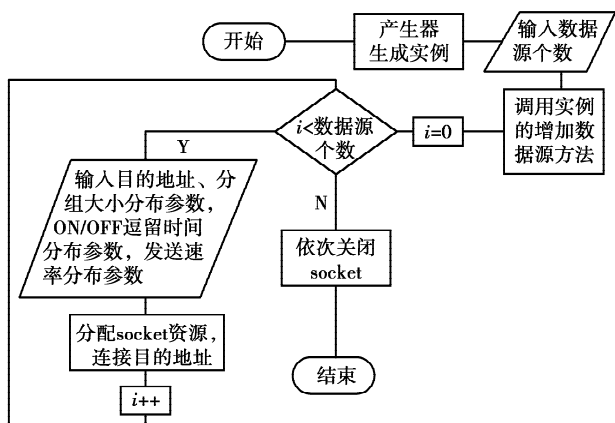 开始
产生器
生成实例
输入数据
源个数
调用实例
的增加数
据源方法
i=0
i<数据源
个数
Y
N
输入目的地址、分
组大小分布参数，
ON/OFF逗留时间
分布参数，发送速
率分布参数
分配socket资源，
连接目的地址
i++
依次关闭
socket
结束